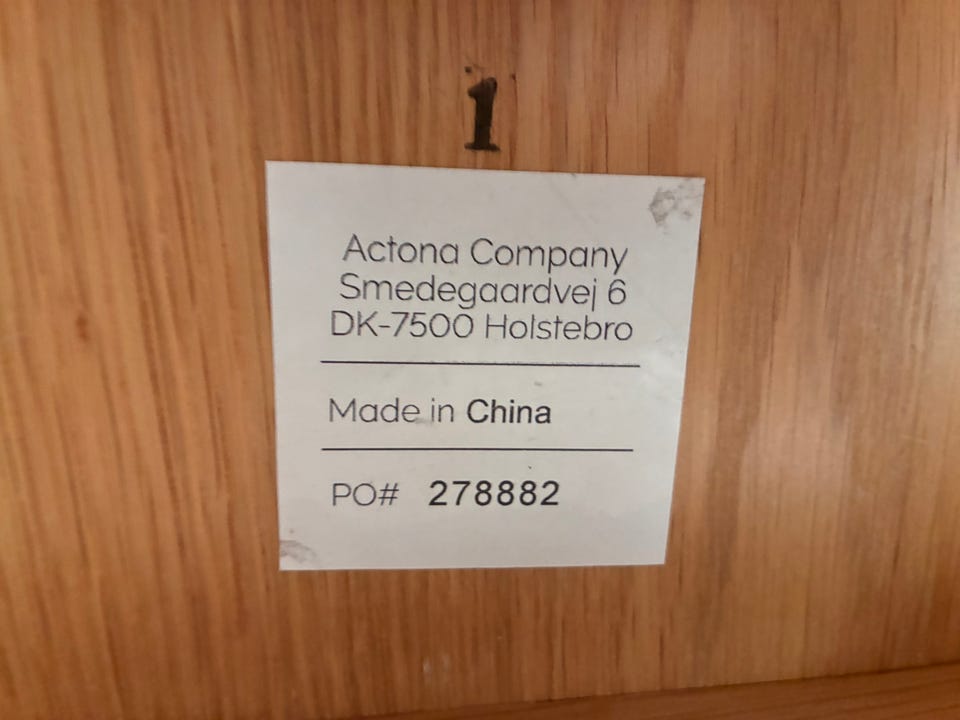 1
Actona Company
Smedegaardvej 6
DK-7500 Holstebro
Made in China
PO# 278882